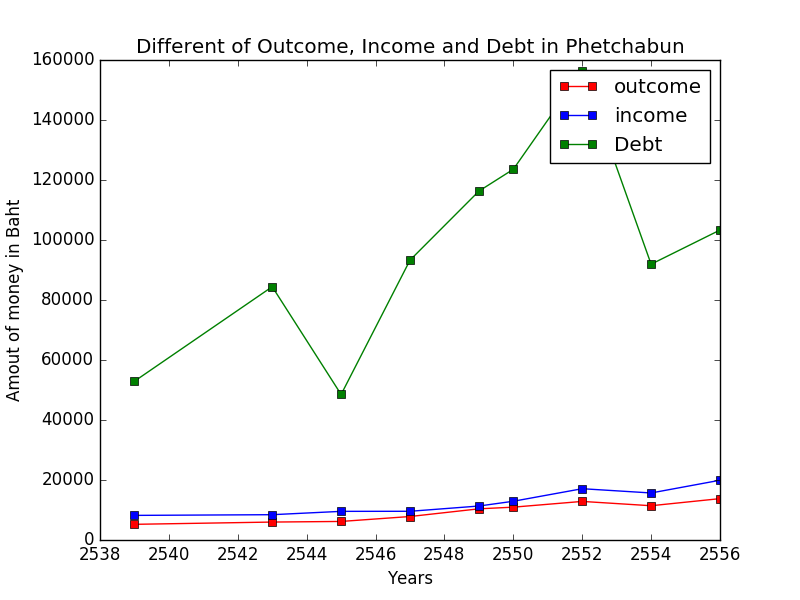 Different of Outcome, Income and Debt in Phetchabun
160000
140000
120000
100000
80000
60000
40000
20000
0
Amout of money in Baht
outcome
income
Debt
2538 2540 2542 2544 2546 2548 2550 2552 2554 2556
Years